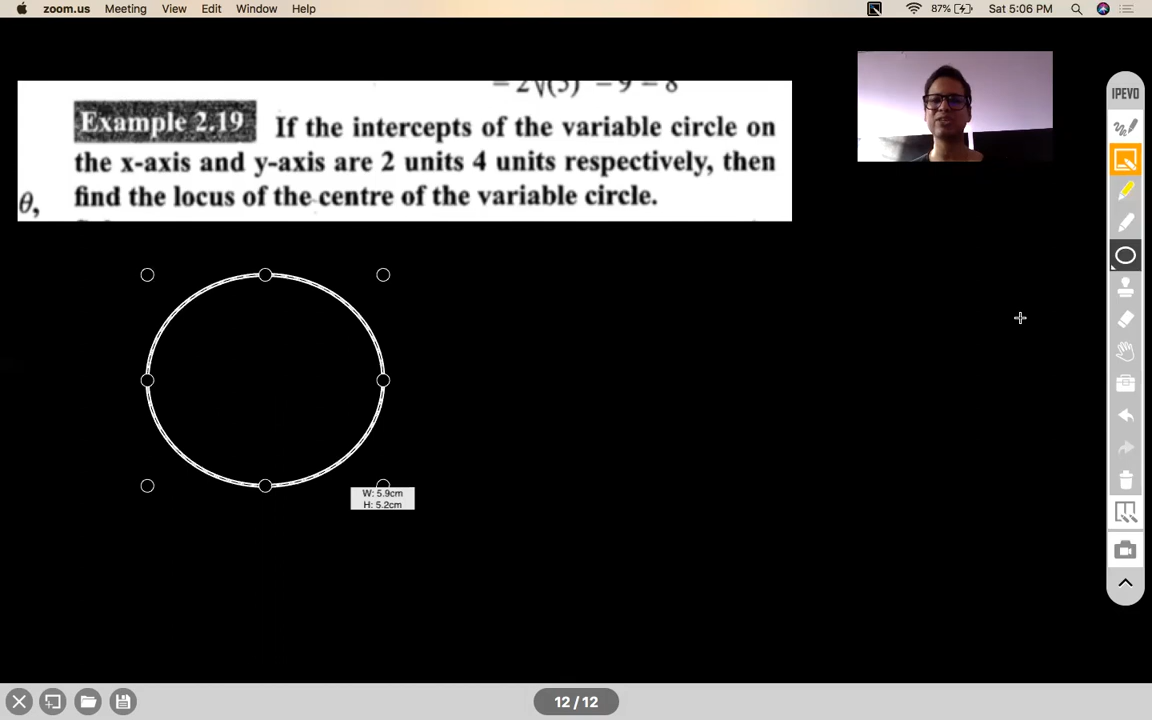 zoom.us Meeting View Edit Window Help 87% Sat 5:06 PM
IPEVO
Example 2.19 If the intercepts of the variable circle on
the x-axis and y-axis are 2 units 4 units respectively, then
find the locus of the centre of the variable circle.
θ,
W: 5.9cm
H: 5.2cm
12/12